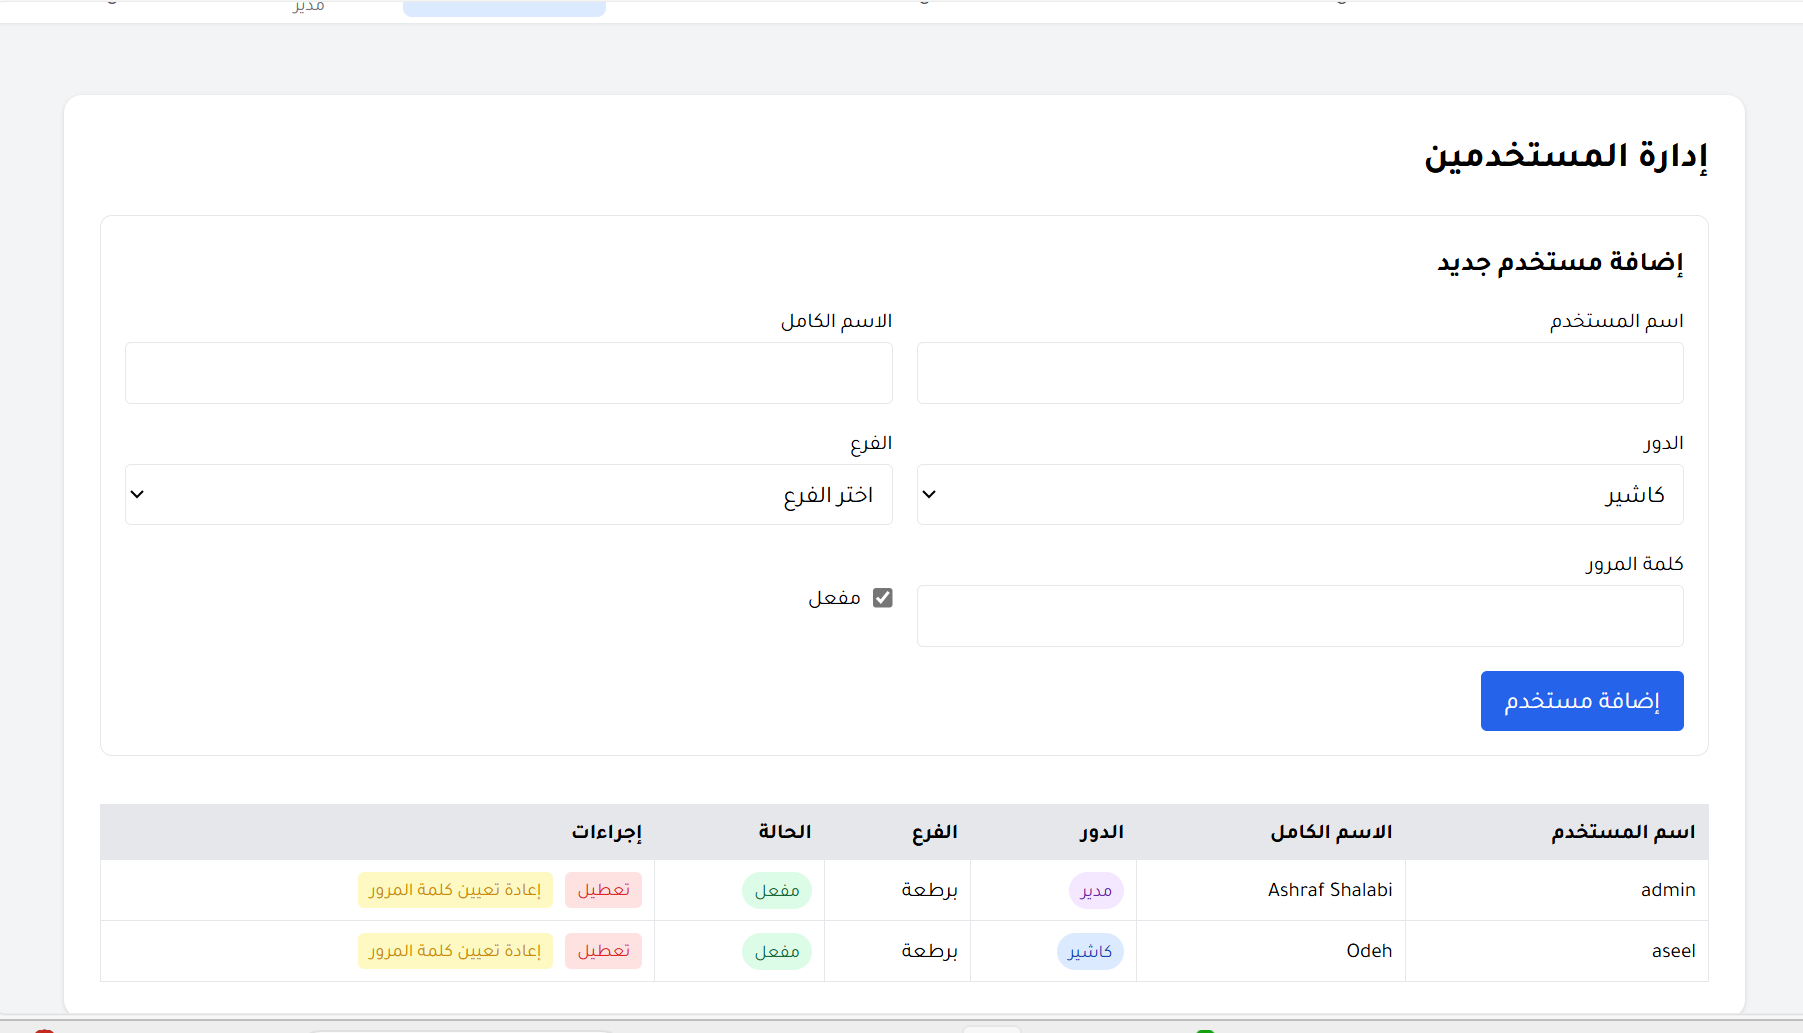 مدير
إدارة المستخدمين
إضافة مستخدم جديد
اسم المستخدم
الاسم الكامل
الدور
الفرع
كاشير
اختر الفرع
كلمة المرور
مفعل
إضافة مستخدم
اسم المستخدم الاسم الكامل الدور الفرع الحالة إجراءات
admin Ashraf Shalabi مدير برطعة مفعل تعطيل إعادة تعيين كلمة المرور
aseel Odeh كاشير برطعة مفعل تعطيل إعادة تعيين كلمة المرور